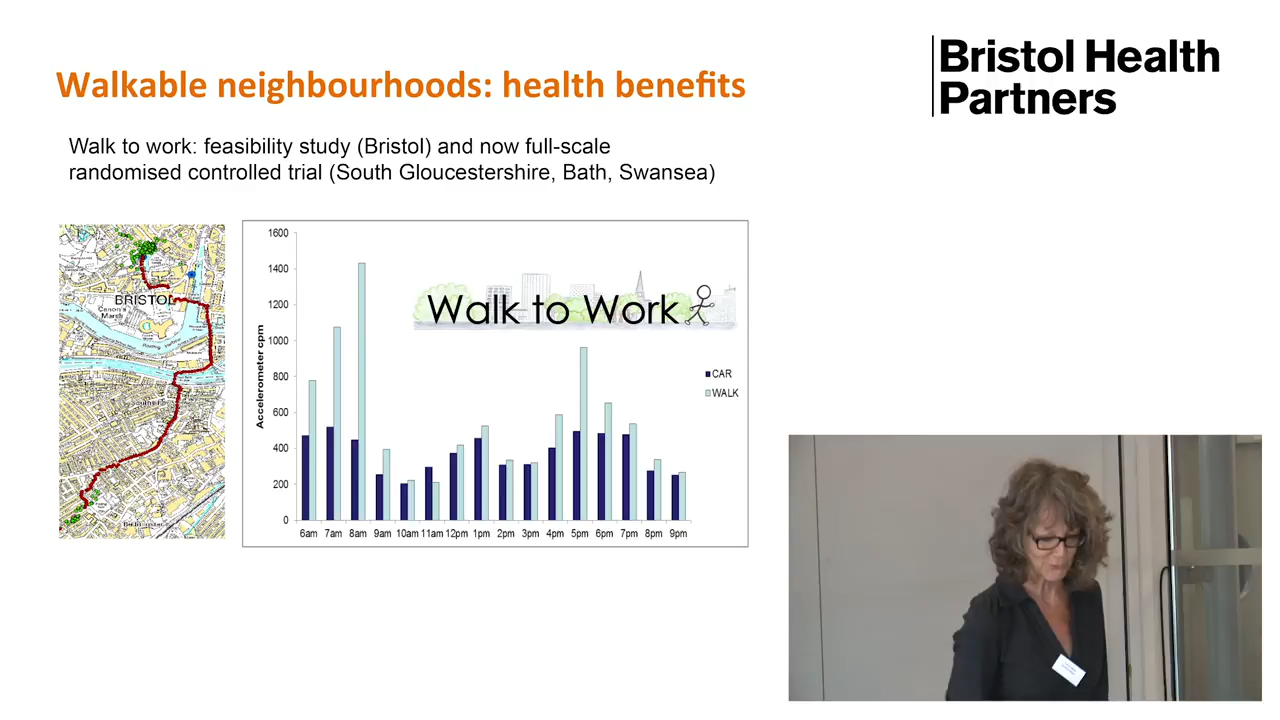 Walkable neighbourhoods: health benefits
Bristol Health
Partners
Walk to work: feasibility study (Bristol) and now full-scale
randomised controlled trial (South Gloucestershire, Bath, Swansea)
BRISTOL
Canon's
Marsh
Walk to Work
Accelerometer cpm
1600
1400
1200
1000
800
600
400
200
0
6am 7am 8am 9am 10am 11am 12pm 1pm 2pm 3pm 4pm 5pm 6pm 7pm 8pm 9pm
CAR
WALK